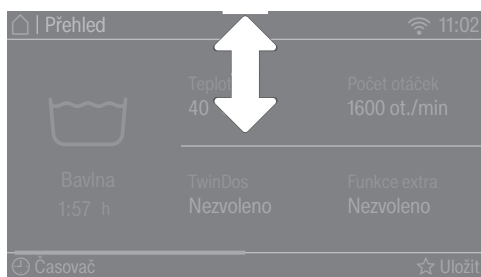 | Přehled 11:02
Teplot Počet otáček
40 1600 ot./min
Bavlna TwinDos Funkce extra
1:57 h Nezvoleno Nezvoleno
Časovač Uložit